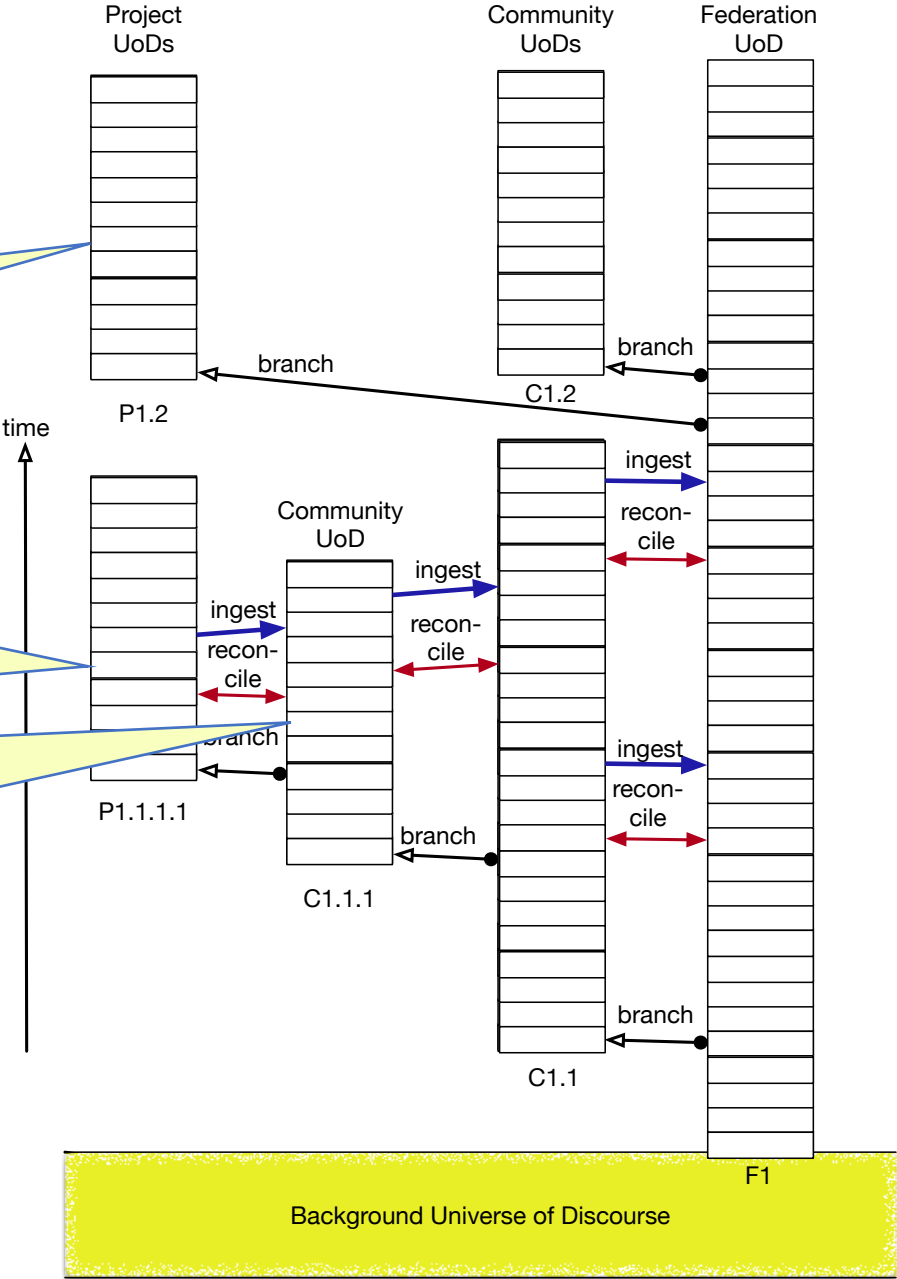 Project
UoDs
Community
UoDs
Federation
UoD
branch
branch
C1.2
P1.2
time
ingest
recon-
cile
Community
UoD
ingest
ingest
recon-
cile
recon-
cile
branch
ingest
recon-
cile
P1.1.1.1
branch
C1.1.1
branch
C1.1
F1
Background Universe of Discourse